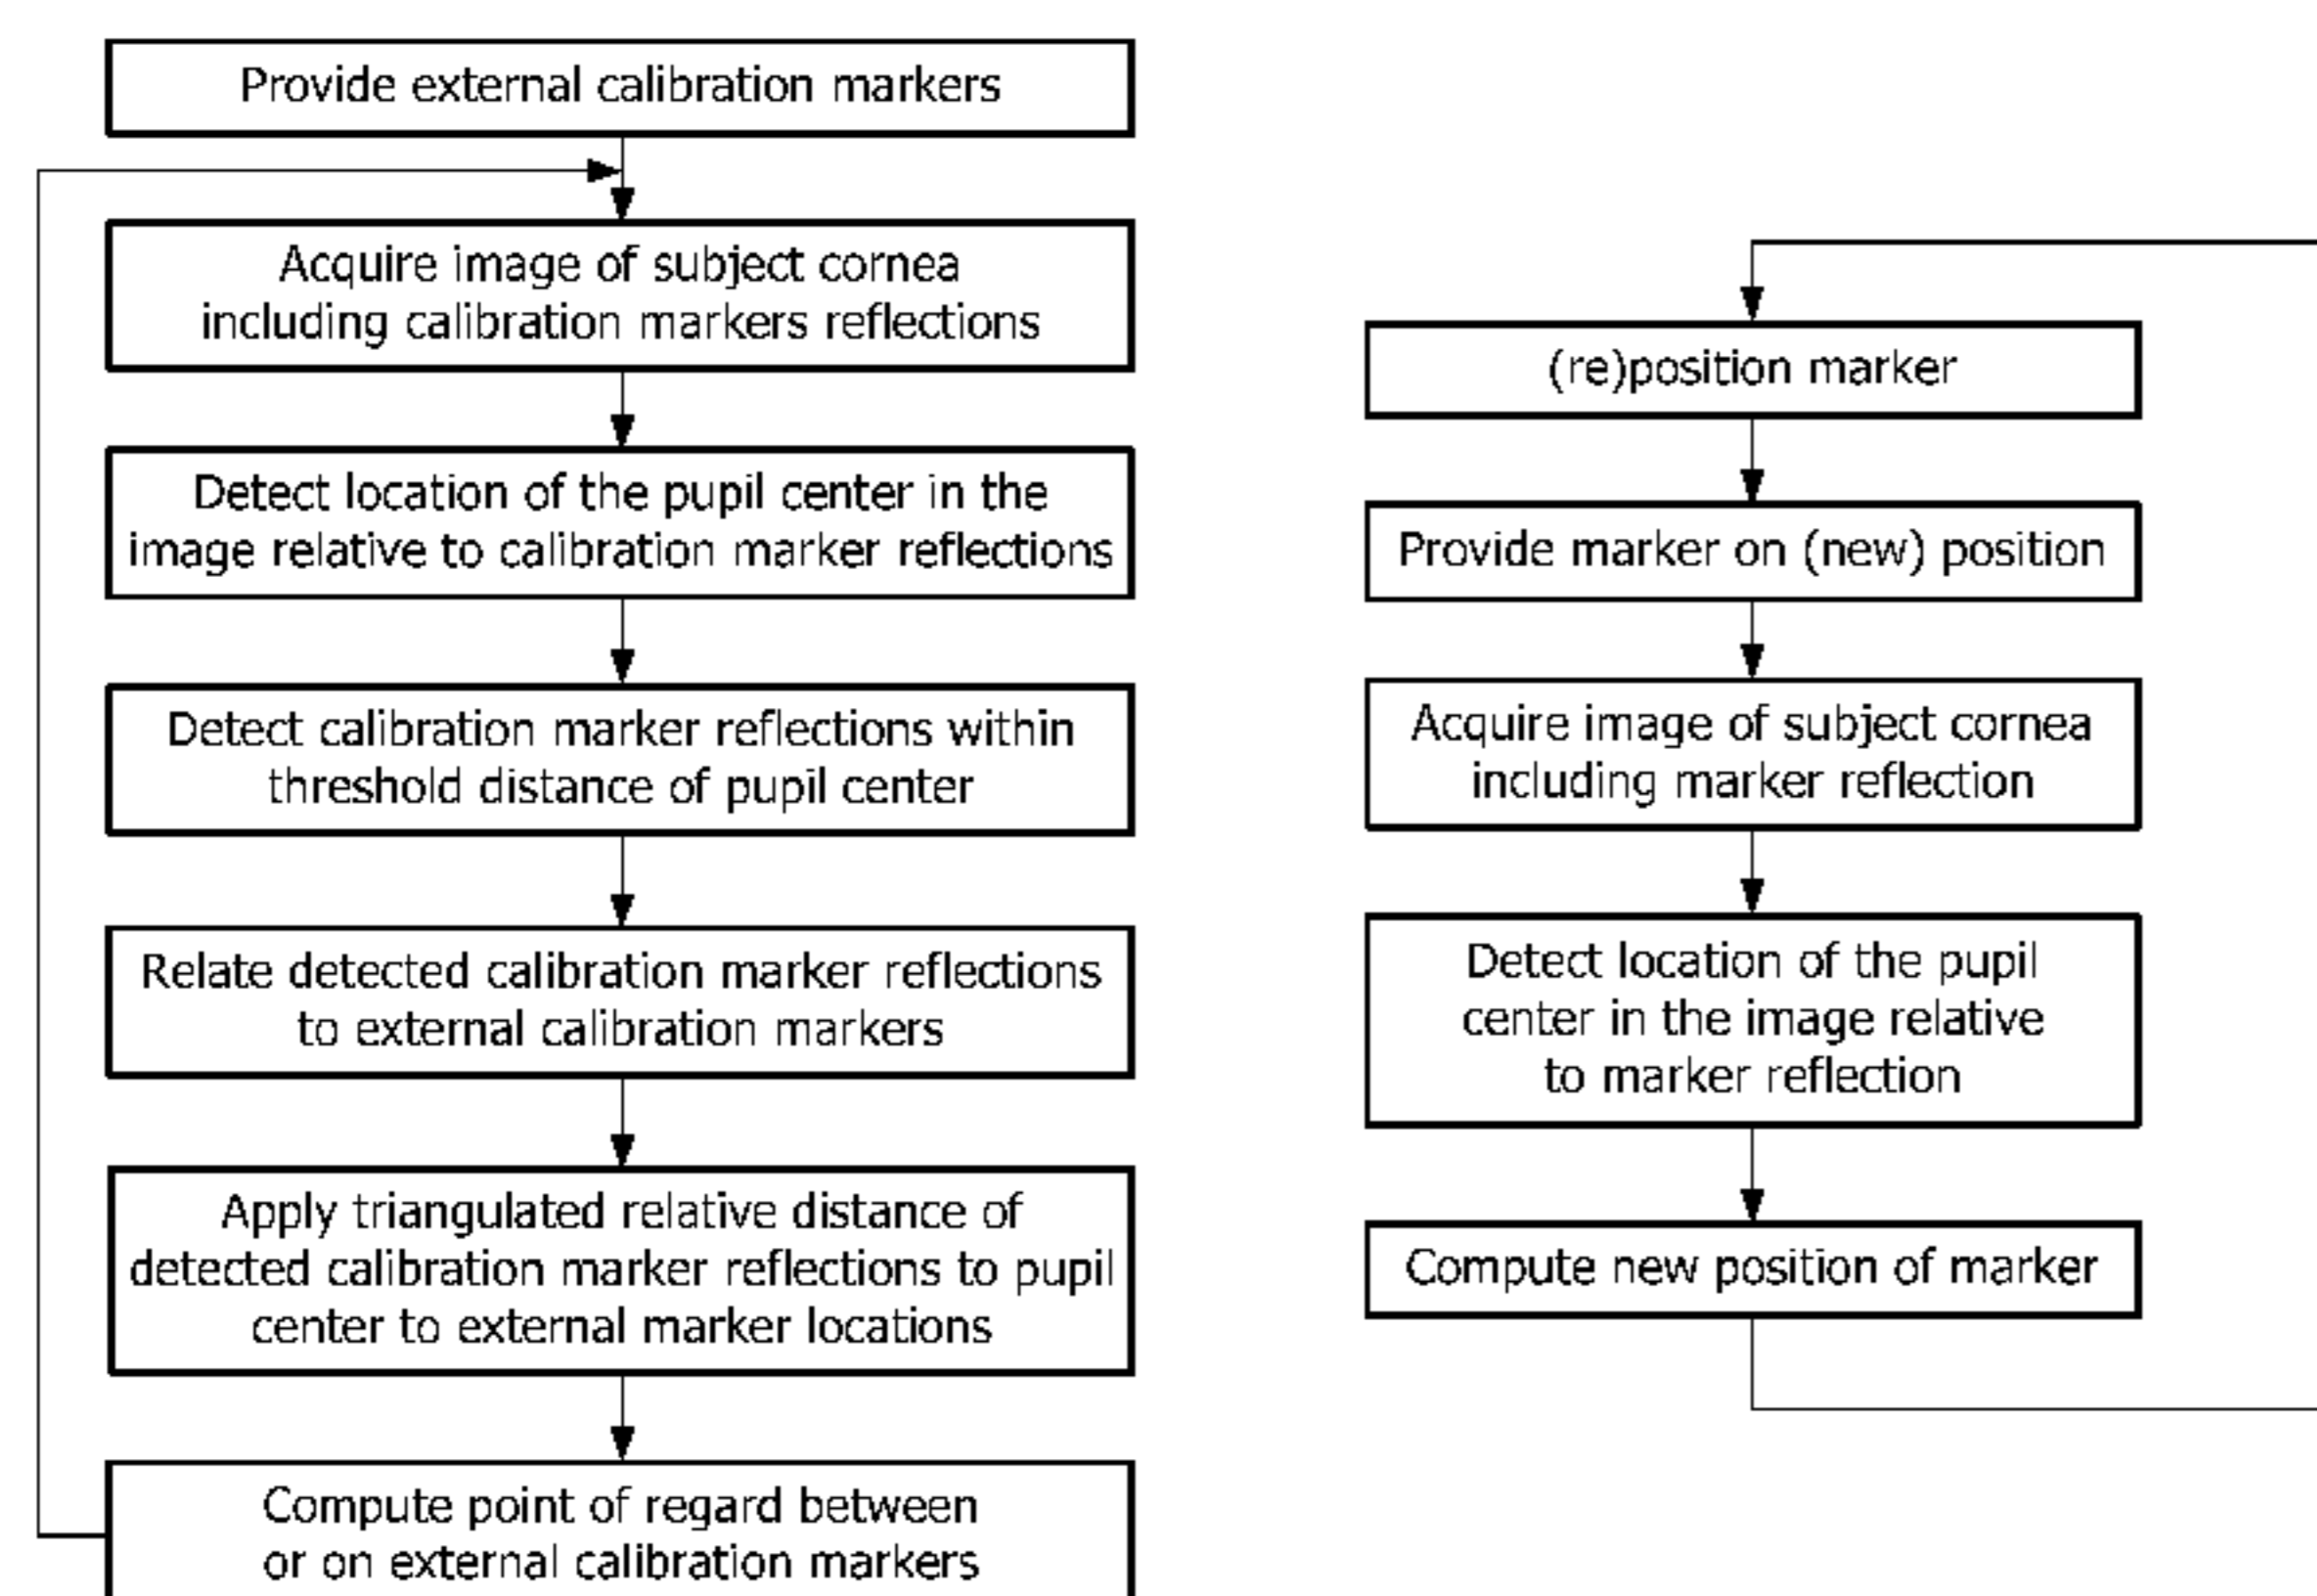 Provide external calibration markers
Acquire image of subject cornea
including calibration markers reflections
Detect location of the pupil center in the
image relative to calibration marker reflections
Detect calibration marker reflections within
threshold distance of pupil center
Relate detected calibration marker reflections
to external calibration markers
Apply triangulated relative distance of
detected calibration marker reflections to pupil
center to external marker locations
Compute point of regard between
or on external calibration markers
(re)position marker
Provide marker on (new) position
Acquire image of subject cornea
including marker reflection
Detect location of the pupil
center in the image relative
to marker reflection
Compute new position of marker